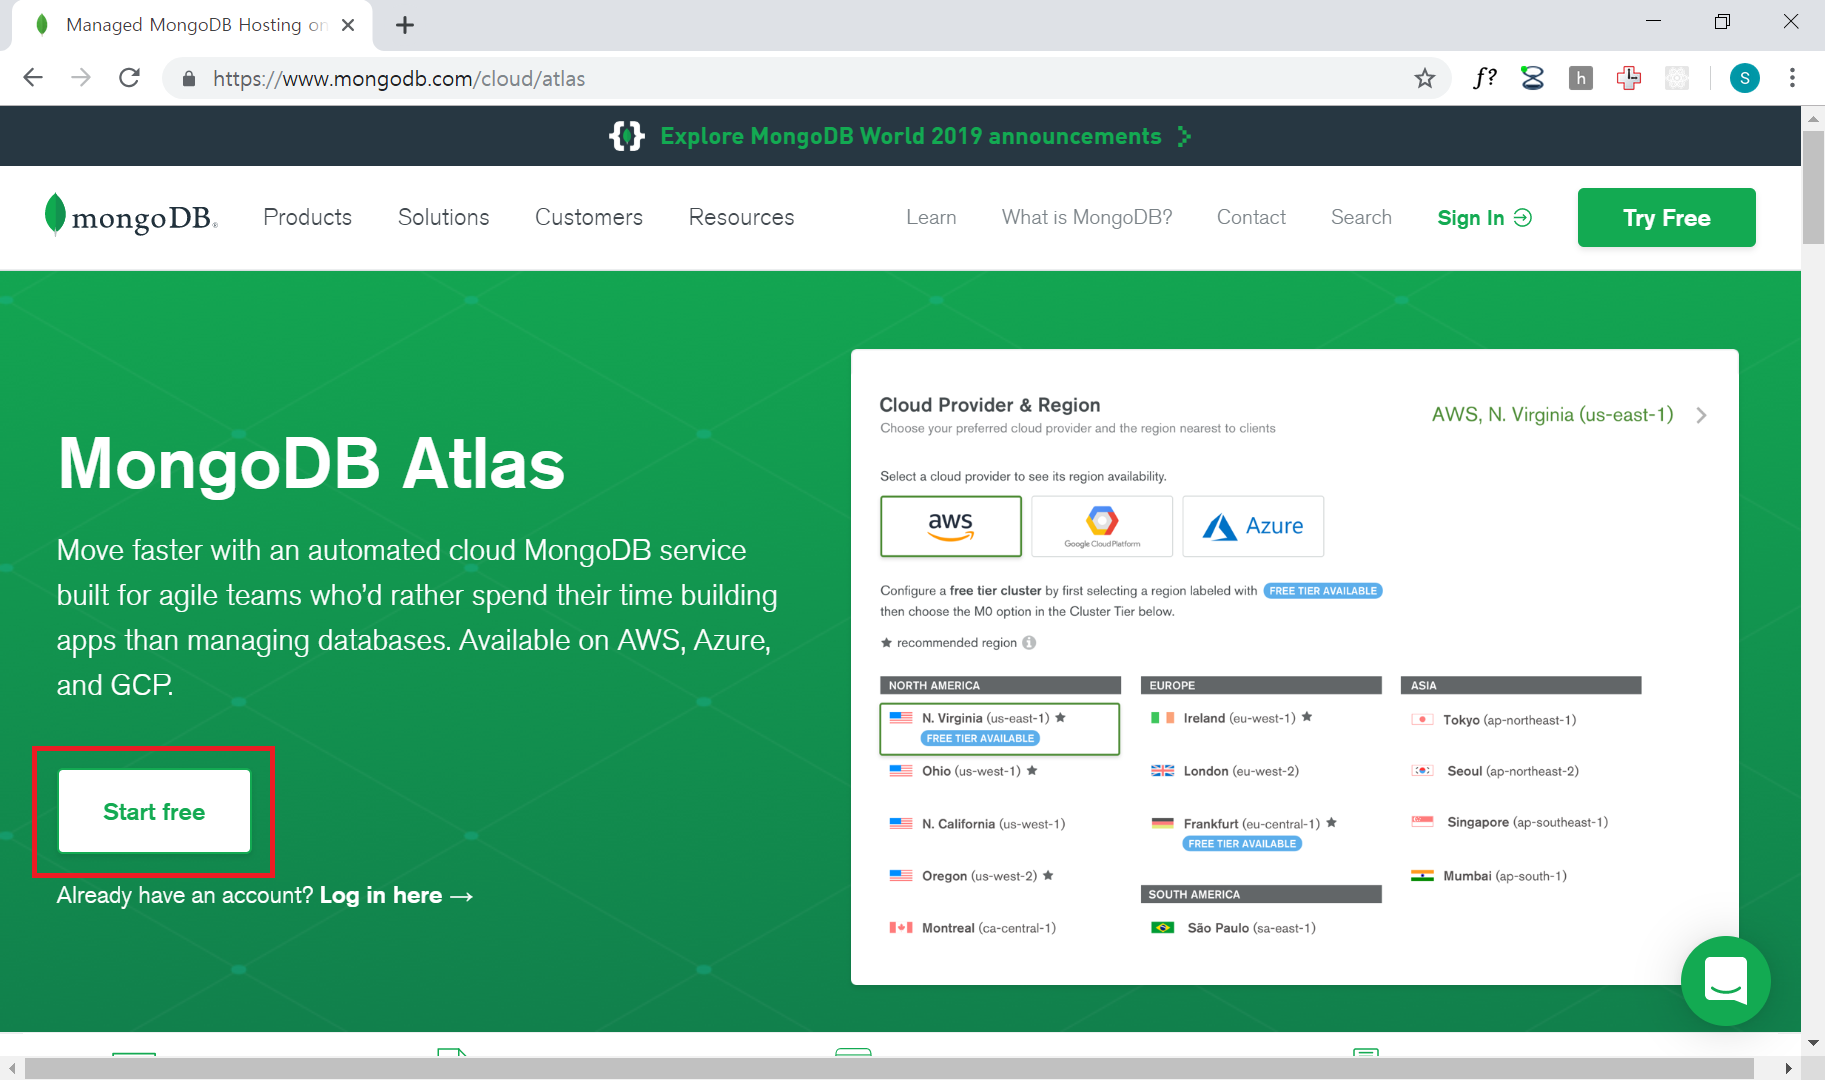 Managed MongoDB Hosting on
https://www.mongodb.com/cloud/atlas
f?
h
S
Explore MongoDB World 2019 announcements
mongoDB®
Products
Solutions
Customers
Resources
Learn
What is MongoDB?
Contact
Search
Sign In
Try Free
MongoDB Atlas
Move faster with an automated cloud MongoDB service
built for agile teams who’d rather spend their time building
apps than managing databases. Available on AWS, Azure,
and GCP.
Start free
Already have an account? Log in here →
Cloud Provider & Region
Choose your preferred cloud provider and the region nearest to clients
AWS, N. Virginia (us-east-1)
Select a cloud provider to see its region availability.
aws
Google Cloud Platform
Azure
Configure a free tier cluster by first selecting a region labeled with FREE TIER AVAILABLE
then choose the M0 option in the Cluster Tier below.
★ recommended region
NORTH AMERICA
N. Virginia (us-east-1) ★
FREE TIER AVAILABLE
Ohio (us-west-1) ★
N. California (us-west-1)
Oregon (us-west-2) ★
Montreal (ca-central-1)
EUROPE
Ireland (eu-west-1) ★
London (eu-west-2)
Frankfurt (eu-central-1) ★
FREE TIER AVAILABLE
SOUTH AMERICA
São Paulo (sa-east-1)
ASIA
Tokyo (ap-northeast-1)
Seoul (ap-northeast-2)
Singapore (ap-southeast-1)
Mumbai (ap-south-1)